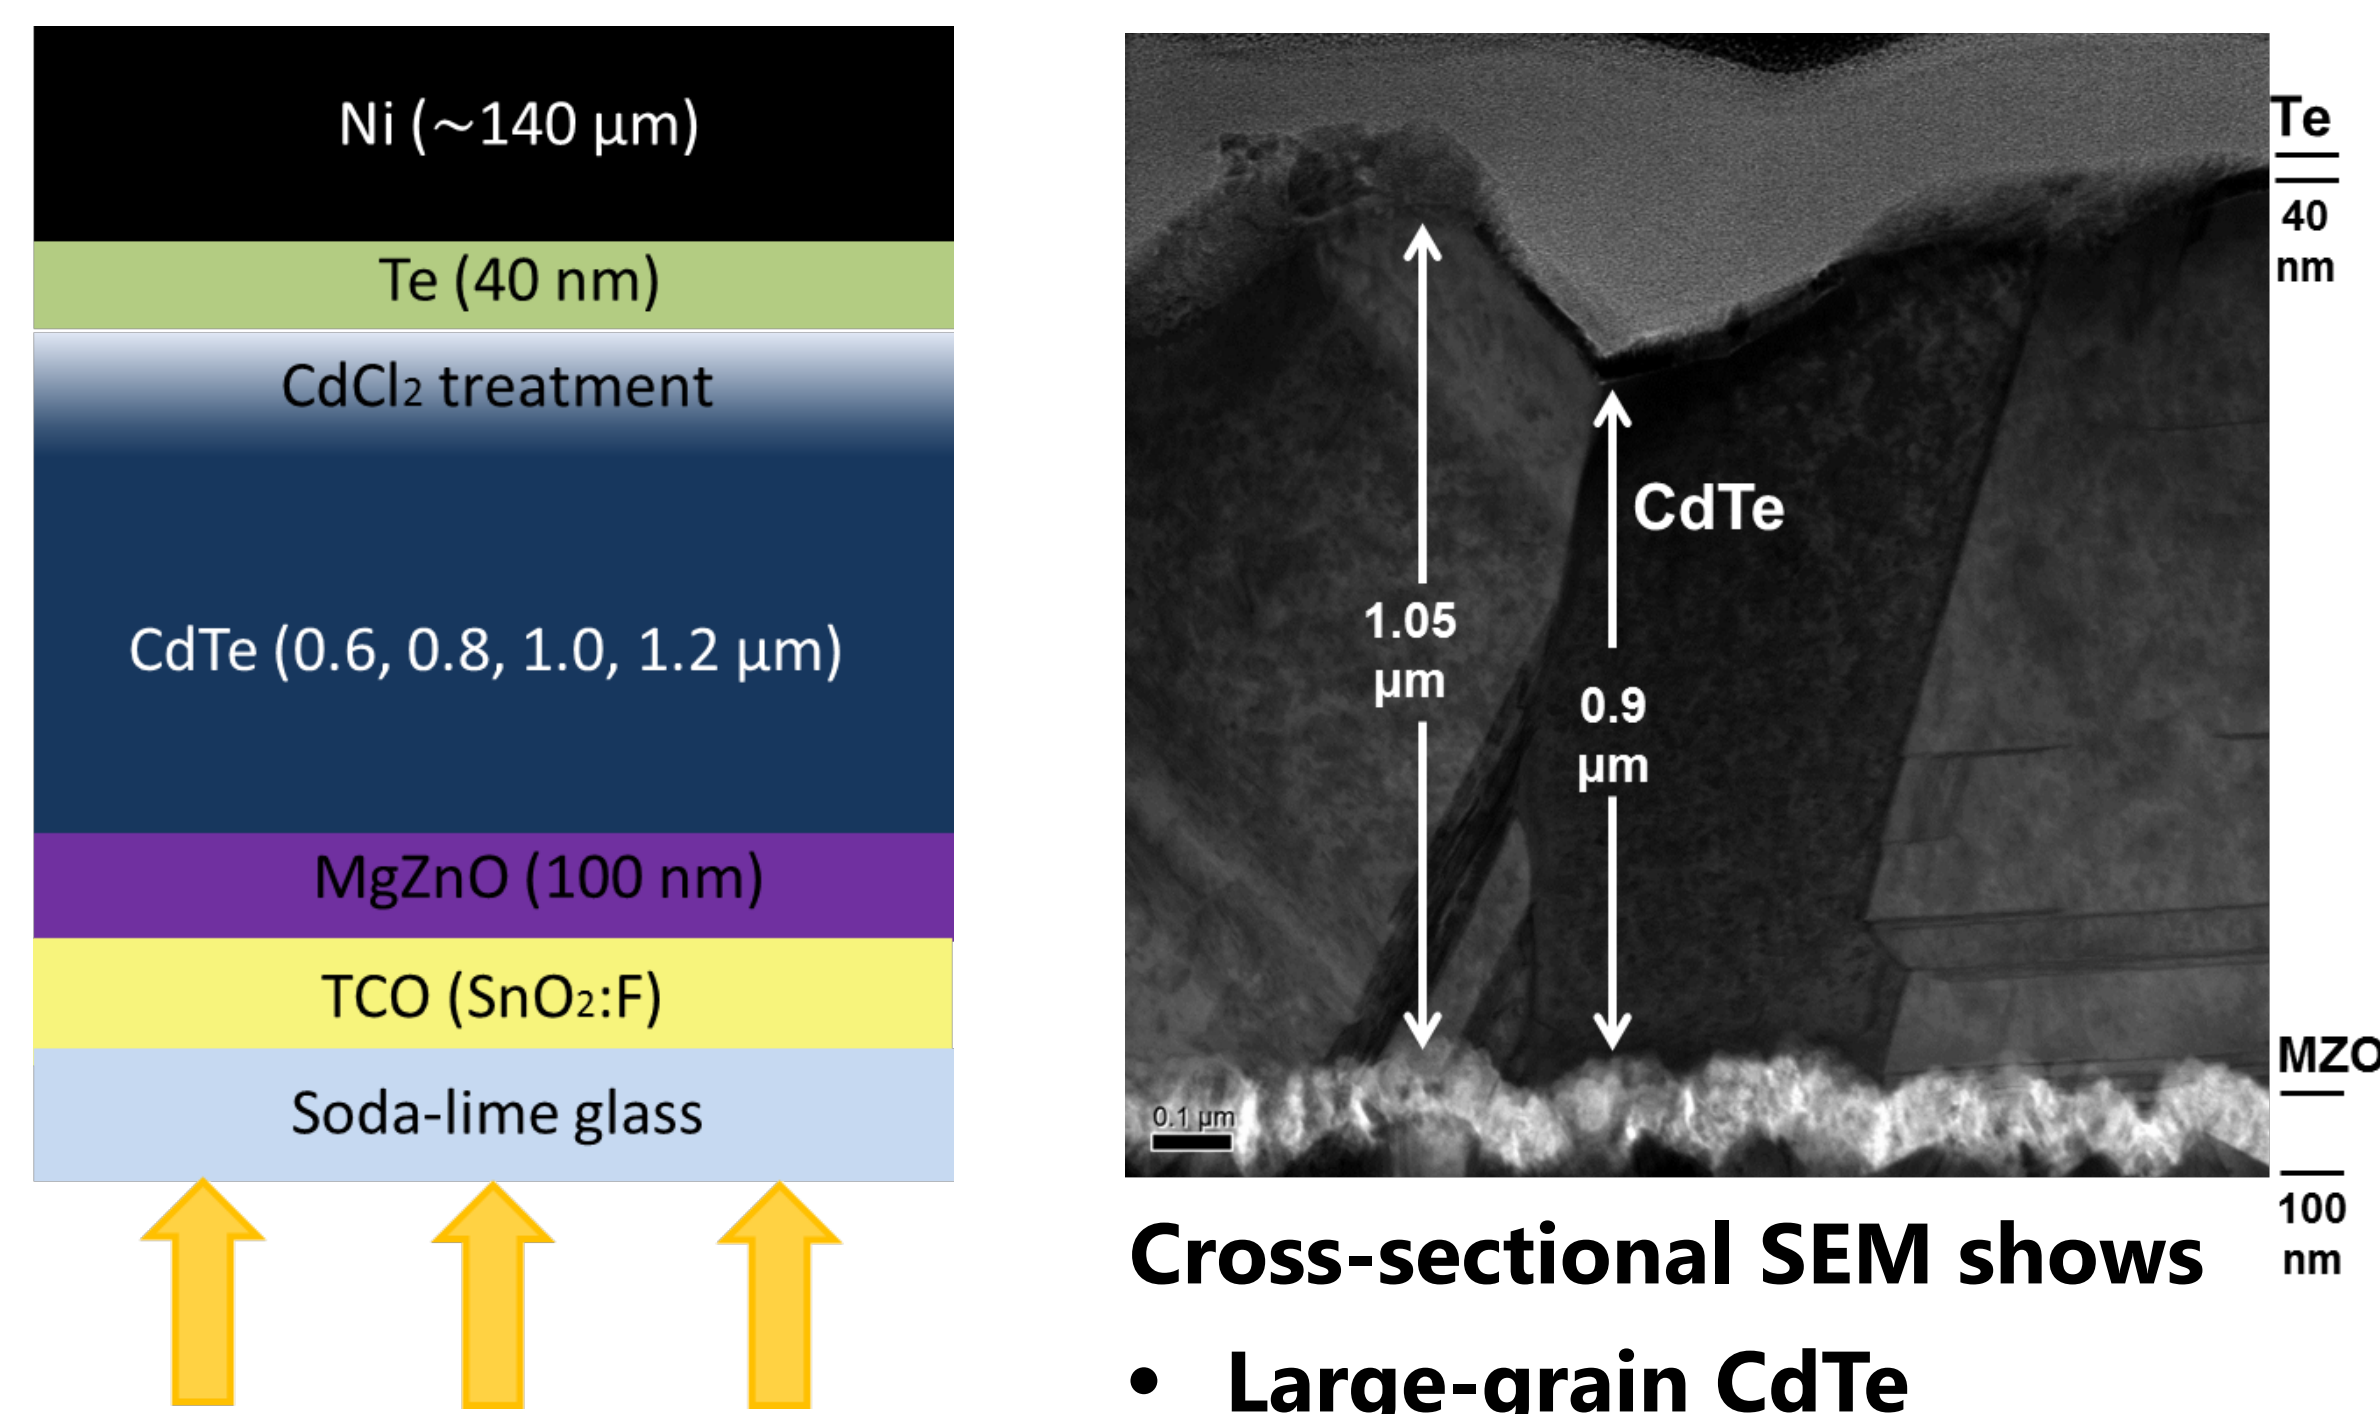 Ni (~140 µm)
Te (40 nm)
CdCl₂ treatment
CdTe (0.6, 0.8, 1.0, 1.2 µm)
MgZnO (100 nm)
TCO (SnO₂:F)
Soda-lime glass
Te
40
nm
CdTe
1.05
µm
0.9
µm
MZO
0.1 µm
100
nm
Cross-sectional SEM shows
• Large-grain CdTe